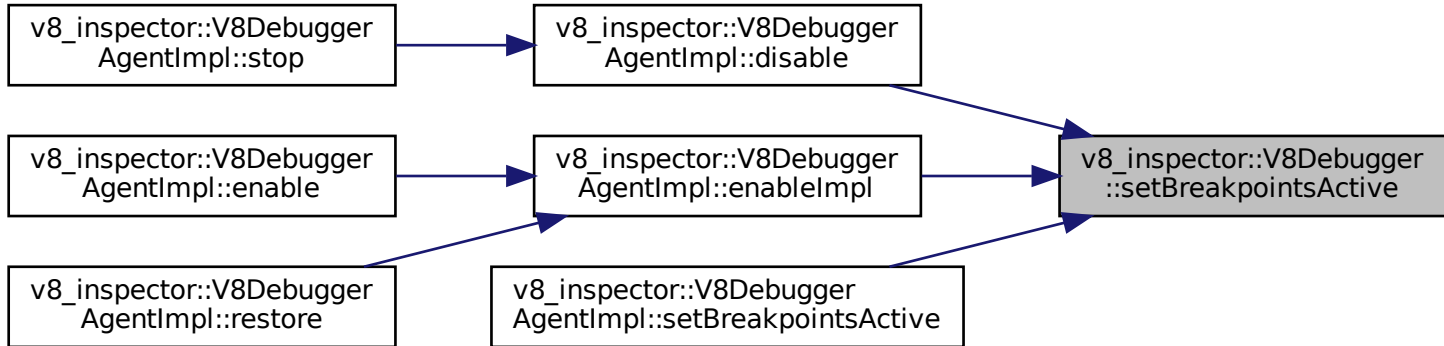 v8_inspector::V8Debugger
AgentImpl::stop
v8_inspector::V8Debugger
AgentImpl::disable
v8_inspector::V8Debugger
AgentImpl::enable
v8_inspector::V8Debugger
AgentImpl::enableImpl
v8_inspector::V8Debugger
::setBreakpointsActive
v8_inspector::V8Debugger
AgentImpl::restore
v8_inspector::V8Debugger
AgentImpl::setBreakpointsActive